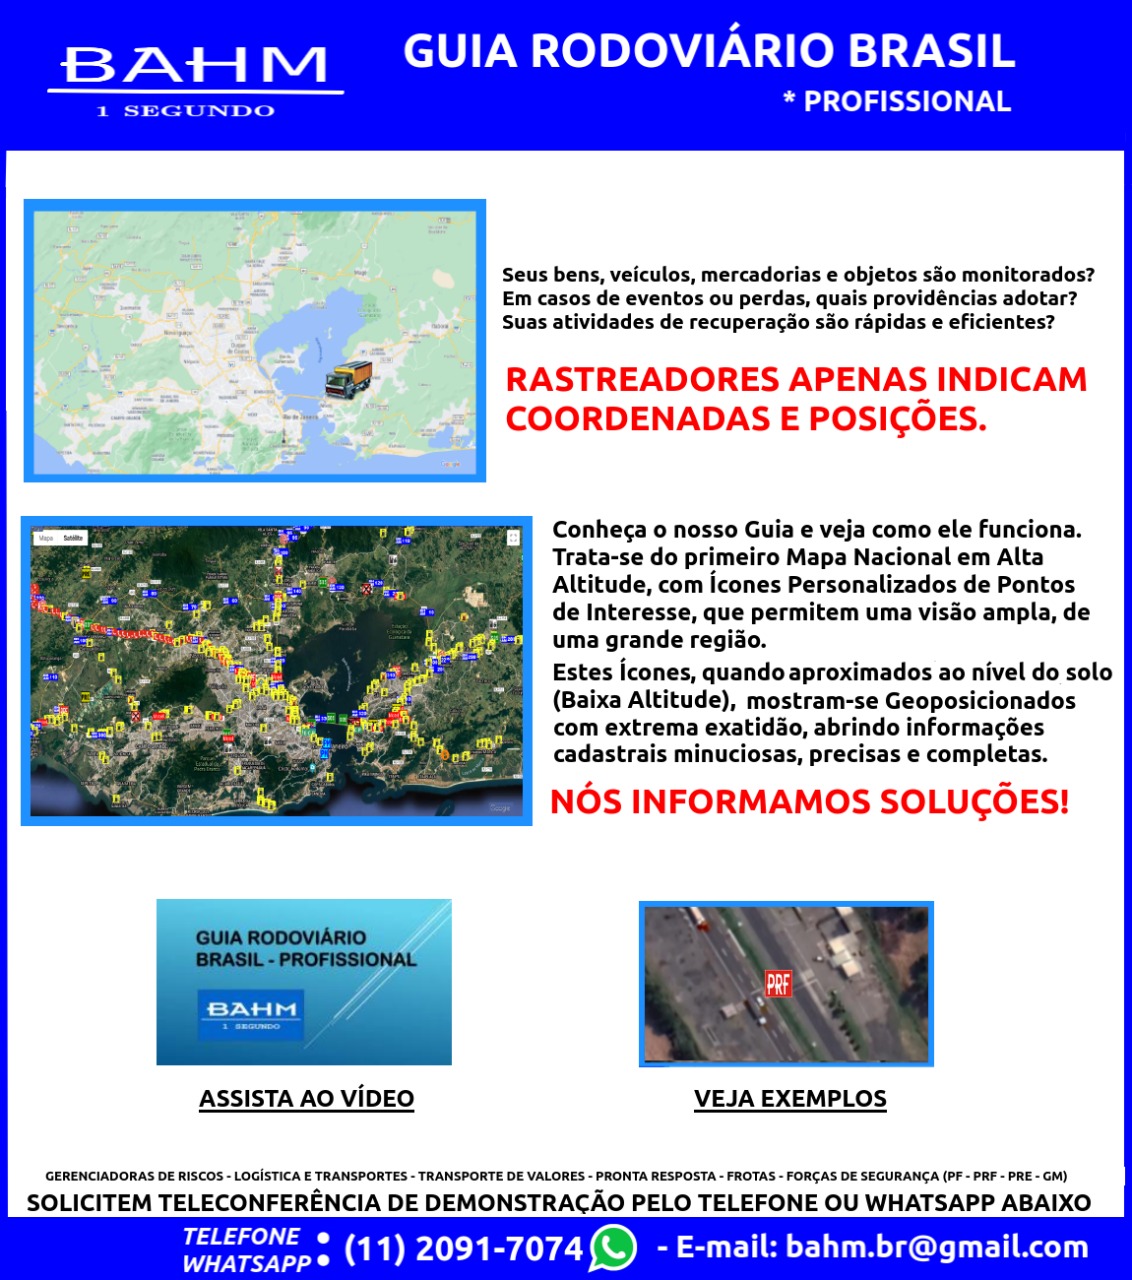 BAHM
1 SEGUNDO
GUIA RODOVIÁRIO BRASIL
* PROFISSIONAL
Seus bens, veículos, mercadorias e objetos são monitorados?
Em casos de eventos ou perdas, quais providências adotar?
Suas atividades de recuperação são rápidas e eficientes?
RASTREADORES APENAS INDICAM
COORDENADAS E POSIÇÕES.
Mapa Satélite
Conheça o nosso Guia e veja como ele funciona.
Trata-se do primeiro Mapa Nacional em Alta
Altitude, com Ícones Personalizados de Pontos
de Interesse, que permitem uma visão ampla, de
uma grande região.
Estes Ícones, quando aproximados ao nível do solo
(Baixa Altitude), mostram-se Geoposicionados
com extrema exatidão, abrindo informações
cadastrais minuciosas, precisas e completas.
NÓS INFORMAMOS SOLUÇÕES!
GUIA RODOVIÁRIO
BRASIL - PROFISSIONAL
BAHM
1 SEGUNDO
PRF
ASSISTA AO VÍDEO
VEJA EXEMPLOS
GERENCIADORAS DE RISCOS - LOGÍSTICA E TRANSPORTES - TRANSPORTE DE VALORES - PRONTA RESPOSTA - FROTAS - FORÇAS DE SEGURANÇA (PF - PRF - PRE - GM)
SOLICITEM TELECONFERÊNCIA DE DEMONSTRAÇÃO PELO TELEFONE OU WHATSAPP ABAIXO
TELEFONE
WHATSAPP : (11) 2091-7074 - E-mail: bahm.br@gmail.com